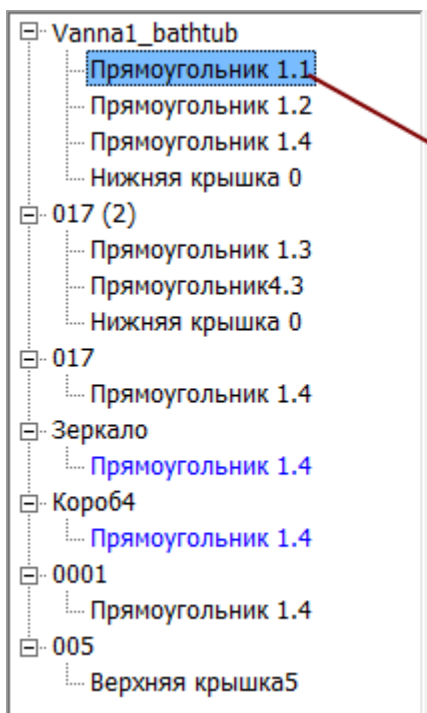 Vanna1_bathtub
Прямоугольник 1.1
Прямоугольник 1.2
Прямоугольник 1.4
Нижняя крышка 0
017 (2)
Прямоугольник 1.3
Прямоугольник4.3
Нижняя крышка 0
017
Прямоугольник 1.4
Зеркало
Прямоугольник 1.4
Короб4
Прямоугольник 1.4
0001
Прямоугольник 1.4
005
Верхняя крышка5